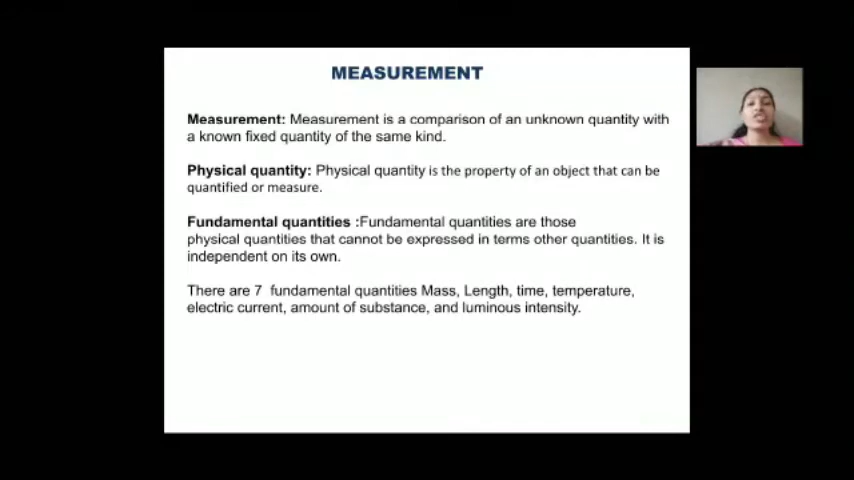 MEASUREMENT
Measurement: Measurement is a comparison of an unknown quantity with
a known fixed quantity of the same kind.
Physical quantity: Physical quantity is the property of an object that can be
quantified or measure.
Fundamental quantities :Fundamental quantities are those
physical quantities that cannot be expressed in terms other quantities. It is
independent on its own.
There are 7 fundamental quantities Mass, Length, time, temperature,
electric current, amount of substance, and luminous intensity.